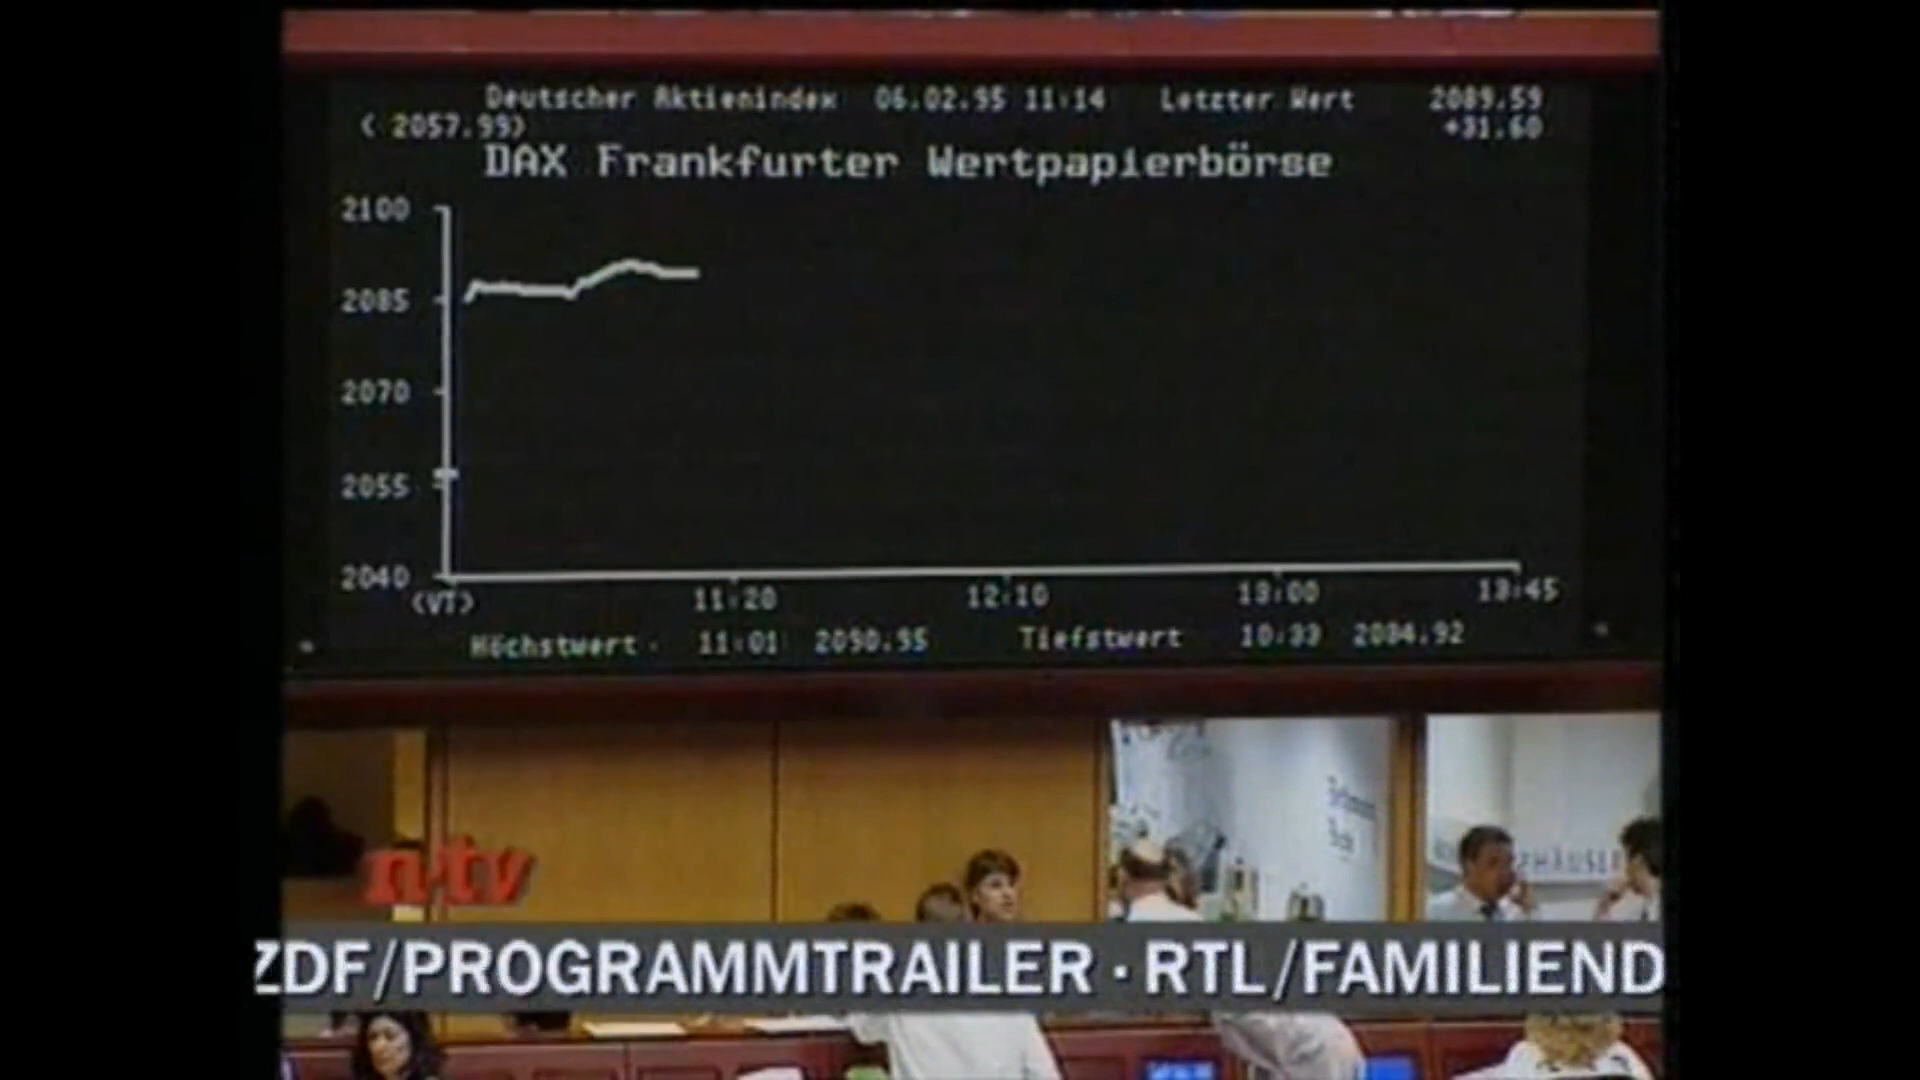 Deutscher Aktienindex 06.02.95 11:14 Letzter Wert 2089.59
(2057.99) +31.60
DAX Frankfurter Wertpapierbörse
2100
2085
2070
2055
2040
(VT) 11:20 12:10 13:00 13:45
Höchstwert 11:01 2090.95 Tiefstwert 10:33 2084.92
n-tv
ZDF/PROGRAMMTRAILER · RTL/FAMILIEND